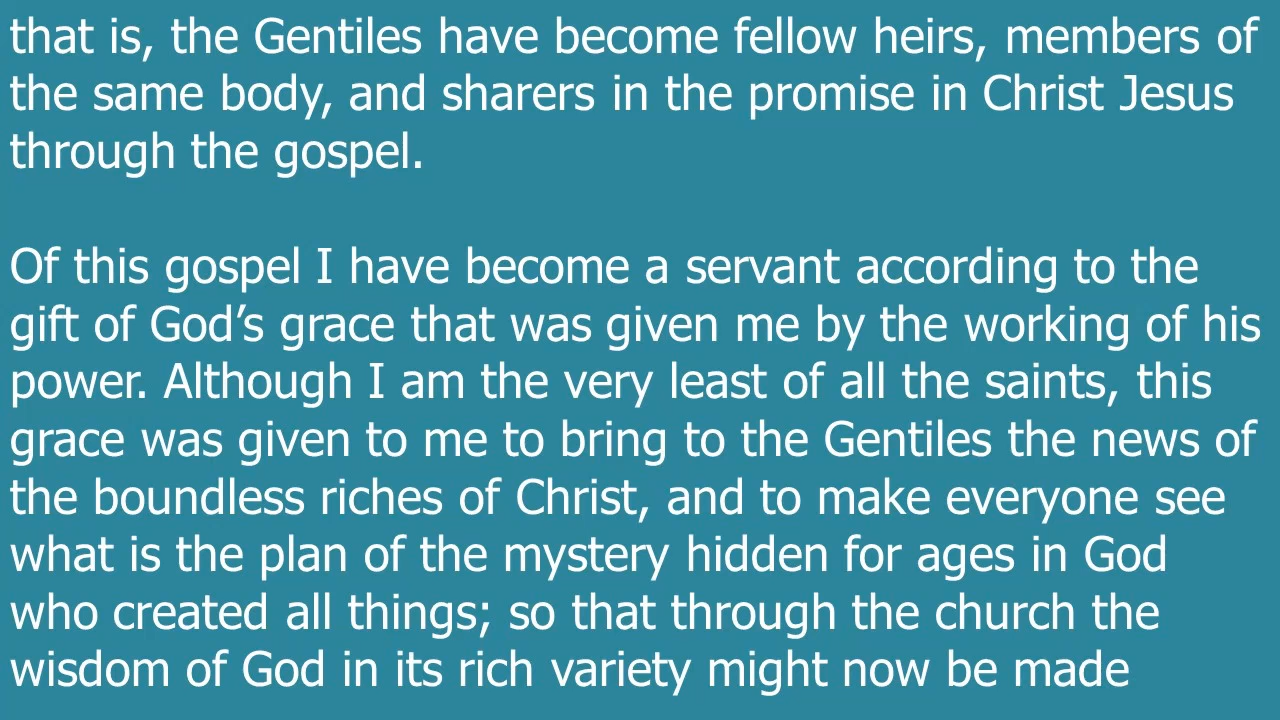 that is, the Gentiles have become fellow heirs, members of
the same body, and sharers in the promise in Christ Jesus
through the gospel.
Of this gospel I have become a servant according to the
gift of God’s grace that was given me by the working of his
power. Although I am the very least of all the saints, this
grace was given to me to bring to the Gentiles the news of
the boundless riches of Christ, and to make everyone see
what is the plan of the mystery hidden for ages in God
who created all things; so that through the church the
wisdom of God in its rich variety might now be made